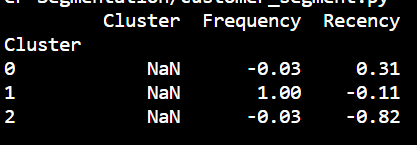 er Segmentation/customer_segment.py
Cluster Frequency Recency
Cluster
0 NaN -0.03 0.31
1 NaN 1.00 -0.11
2 NaN -0.03 -0.82